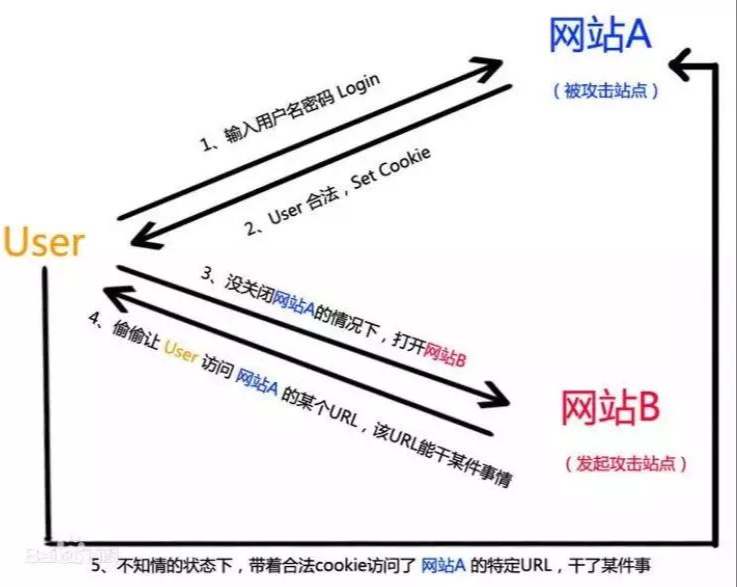 网站A
（被攻击站点）
1、输入用户名密码 Login
2、User 合法，Set Cookie
User
3、没关闭网站A的情况下，打开网站B
4、偷偷让 User 访问 网站A 的某个URL，该URL能干某件事情
网站B
（发起攻击站点）
5、不知情的状态下，带着合法cookie访问了 网站A 的特定URL，干了某件事